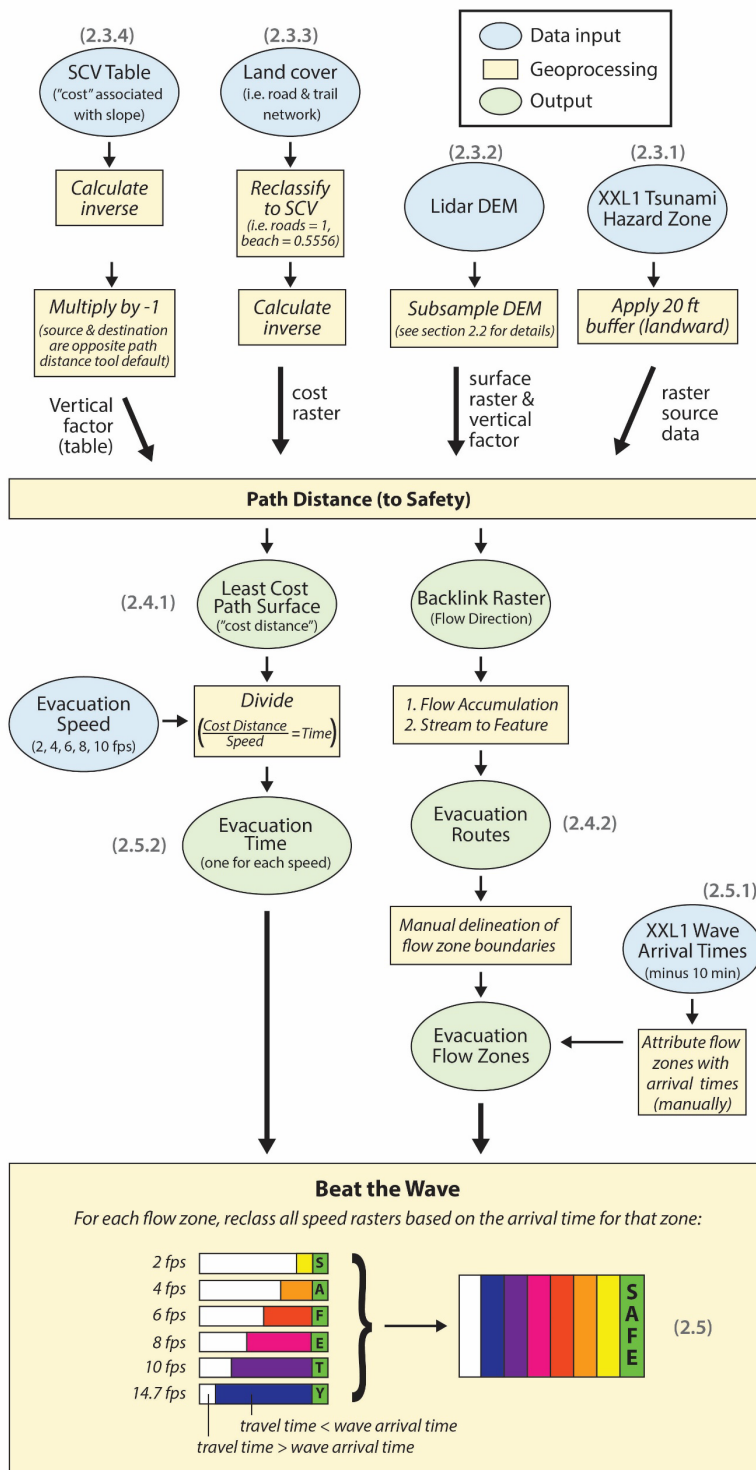 (2.3.4)
SCV Table
("cost" associated
with slope)
Calculate
inverse
Multiply by -1
(source & destination
are opposite path
distance tool default)
Vertical
factor
(table)
(2.3.3)
Land cover
(i.e. road & trail
network)
Reclassify
to SCV
(i.e. roads = 1,
beach = 0.5556)
Calculate
inverse
cost
raster
Data input
Geoprocessing
Output
(2.3.2)
Lidar DEM
Subsample DEM
(see section 2.2 for details)
surface
raster &
vertical
factor
(2.3.1)
XXL1 Tsunami
Hazard Zone
Apply 20 ft
buffer (landward)
raster
source
data
Path Distance (to Safety)
(2.4.1)
Least Cost
Path Surface
("cost distance")
Evacuation
Speed
(2, 4, 6, 8, 10 fps)
Divide
(Cost Distance
Speed
=Time)
(2.5.2)
Evacuation
Time
(one for each speed)
Backlink Raster
(Flow Direction)
1. Flow Accumulation
2. Stream to Feature
Evacuation
Routes
(2.4.2)
Manual delineation of
flow zone boundaries
Evacuation
Flow Zones
(2.5.1)
XXL1 Wave
Arrival Times
(minus 10 min)
Attribute flow
zones with
arrival times
(manually)
Beat the Wave
For each flow zone, reclass all speed rasters based on the arrival time for that zone:
2 fps S
4 fps A
6 fps F
8 fps E
10 fps T
14.7 fps Y
travel time < wave arrival time
travel time > wave arrival time
S
A
F
E
(2.5)